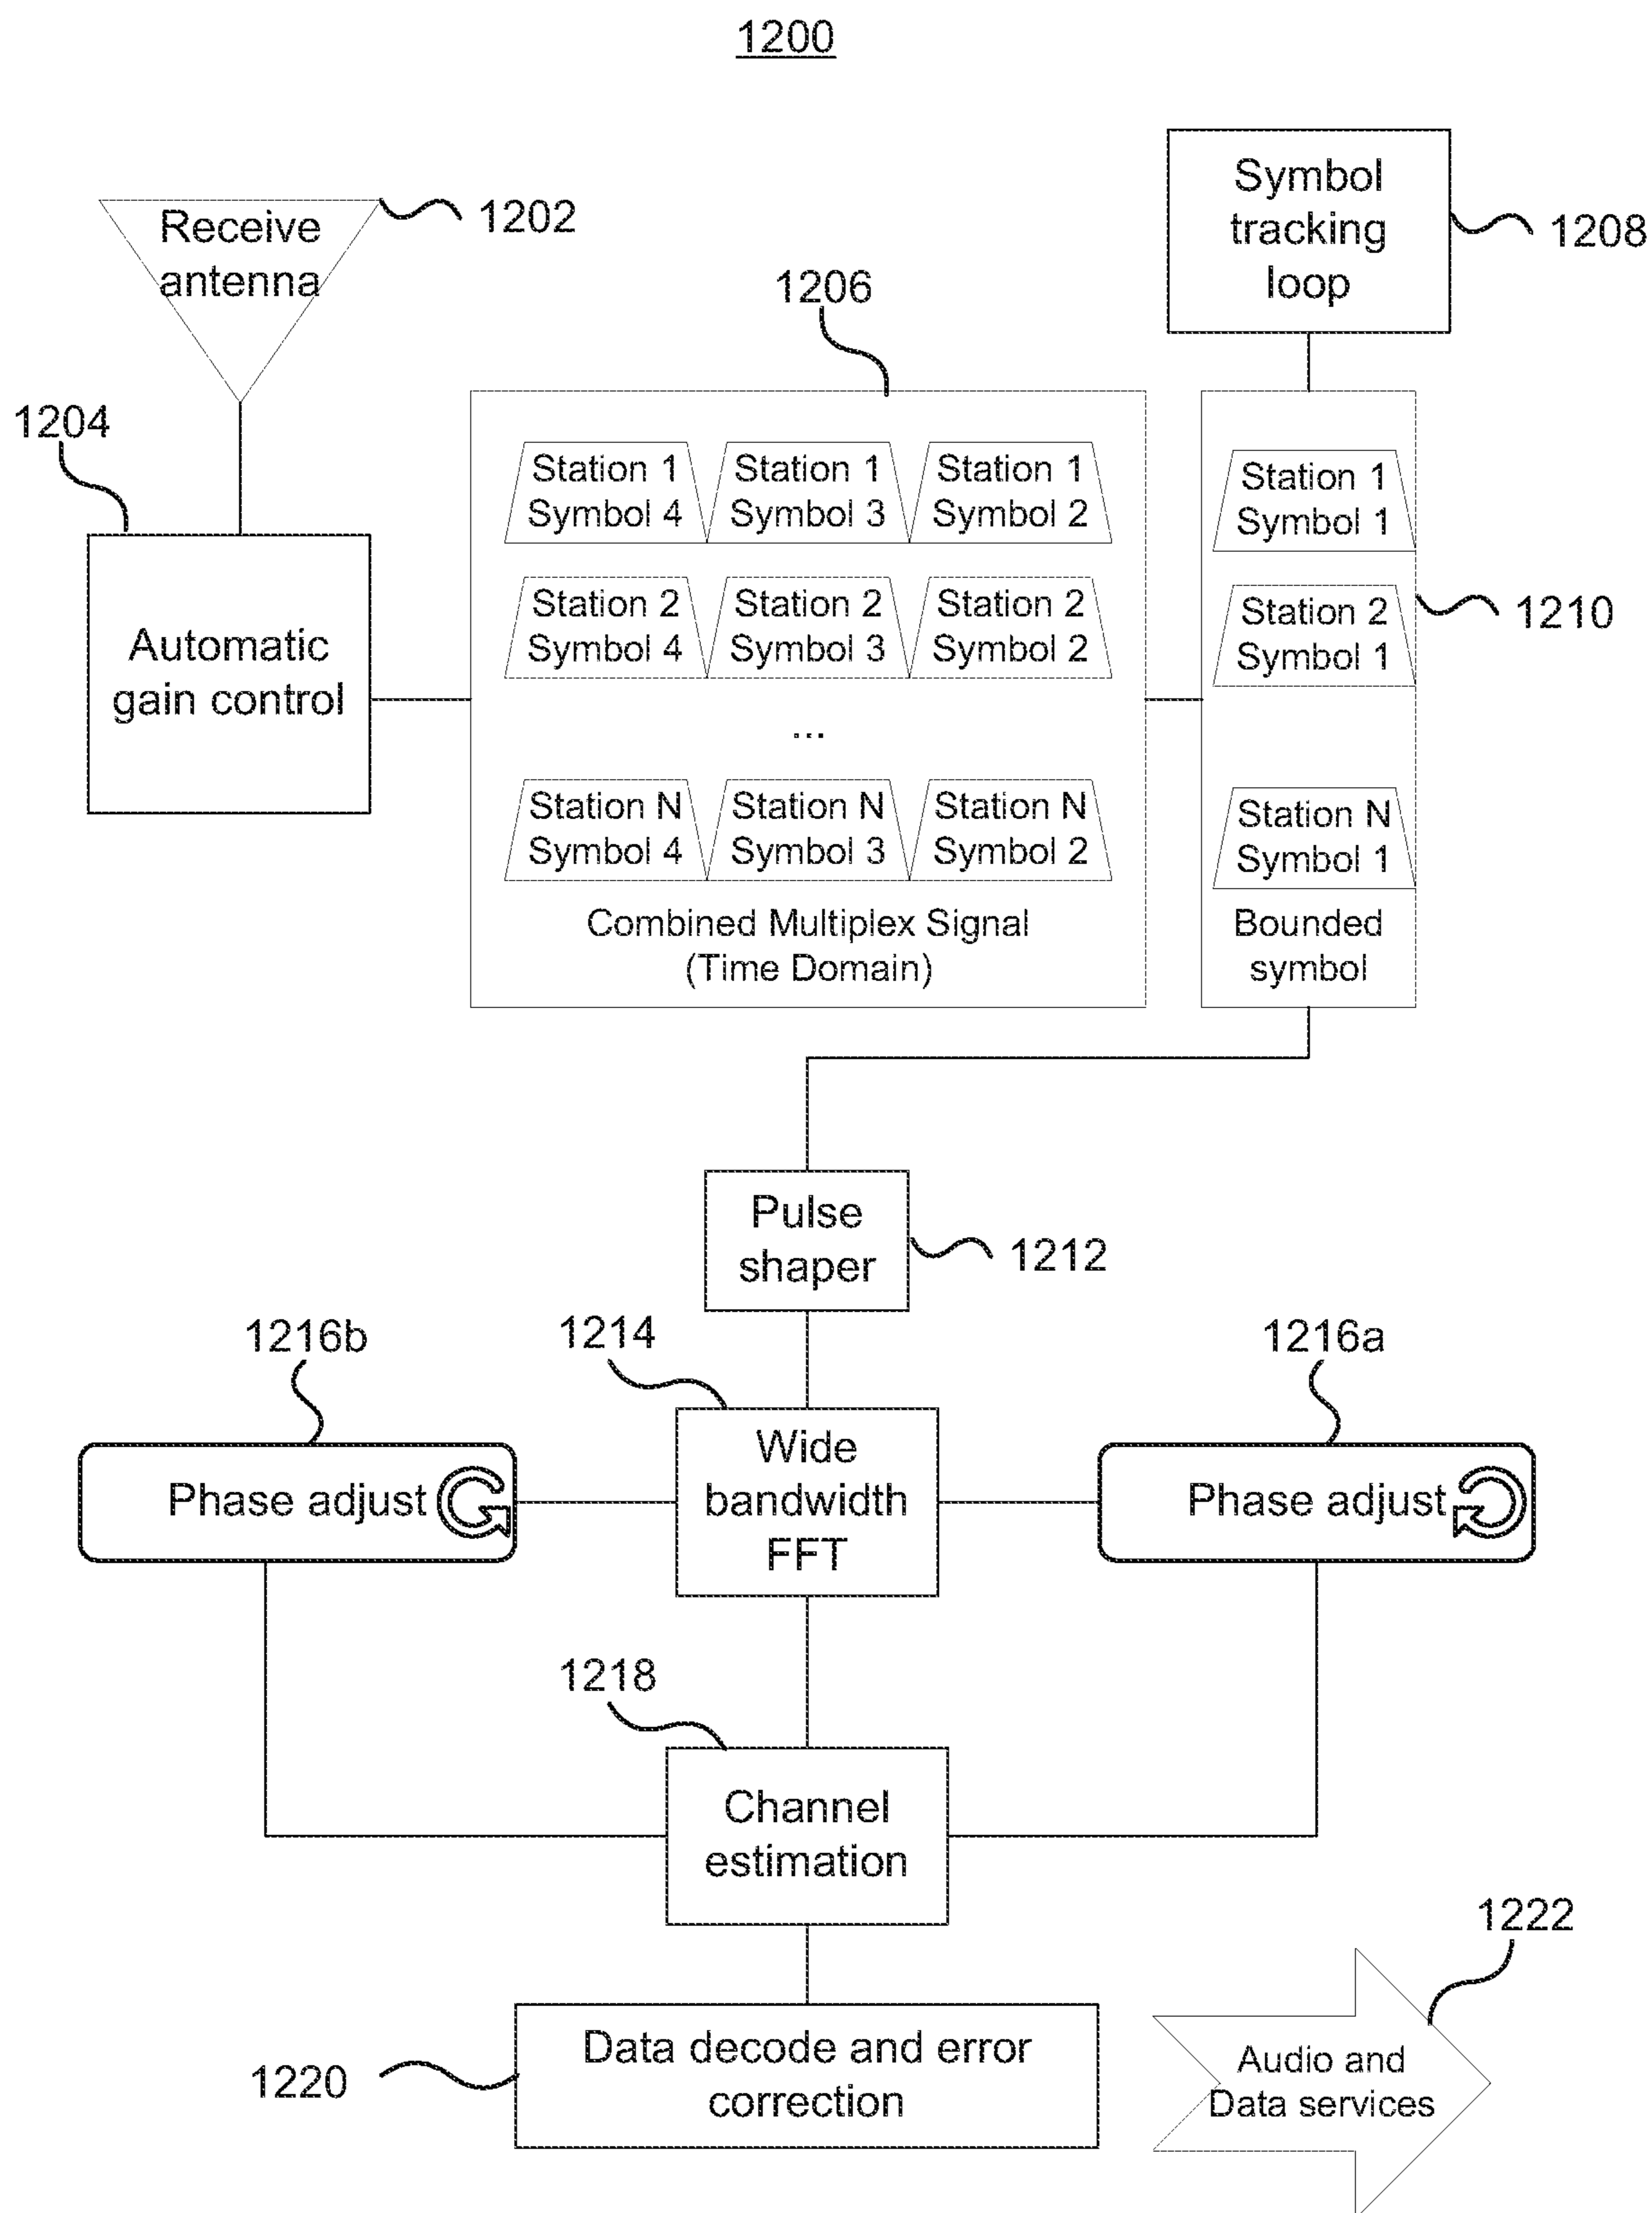 1200
Receive
antenna
1202
Symbol
tracking
loop
1208
1206
1204
Automatic
gain control
Station 1
Symbol 4
Station 1
Symbol 3
Station 1
Symbol 2
Station 2
Symbol 4
Station 2
Symbol 3
Station 2
Symbol 2
...
Station N
Symbol 4
Station N
Symbol 3
Station N
Symbol 2
Combined Multiplex Signal
(Time Domain)
Station 1
Symbol 1
Station 2
Symbol 1
1210
Station N
Symbol 1
Bounded
symbol
Pulse
shaper
1212
1216b
1214
1216a
Phase adjust
Wide
bandwidth
FFT
Phase adjust
1218
Channel
estimation
1222
1220
Data decode and error
correction
Audio and
Data services